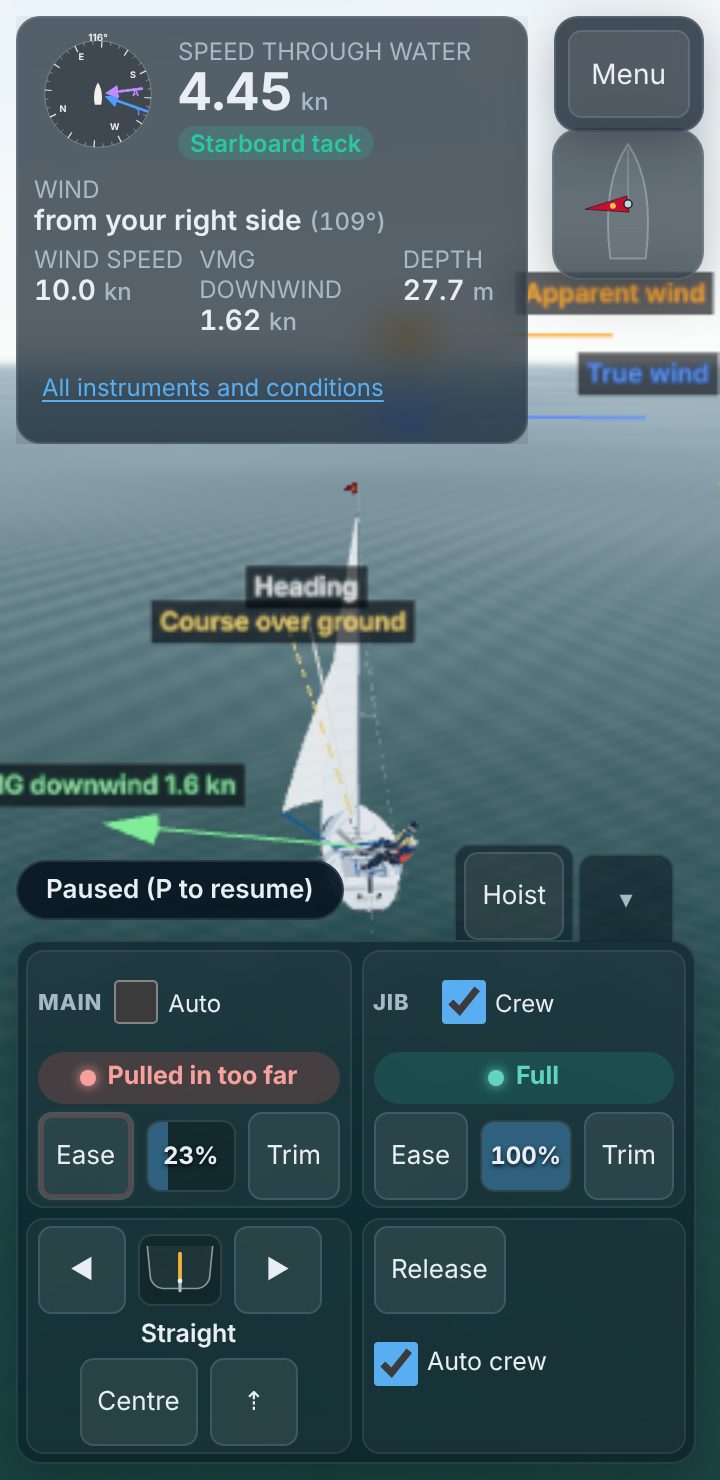 116°
E
S
A
N
W
SPEED THROUGH WATER
4.45 kn
Starboard tack
Menu
WIND
from your right side (109°)
WIND SPEED
10.0 kn
VMG
DOWNWIND
1.62 kn
DEPTH
27.7 m
All instruments and conditions
Apparent wind
True wind
Heading
Course over ground
G downwind 1.6 kn
Paused (P to resume)
Hoist
▼
MAIN
Auto
Pulled in too far
Ease
23%
Trim
JIB
Crew
Full
Ease
100%
Trim
◀
▶
Straight
Centre
⇡
Release
Auto crew